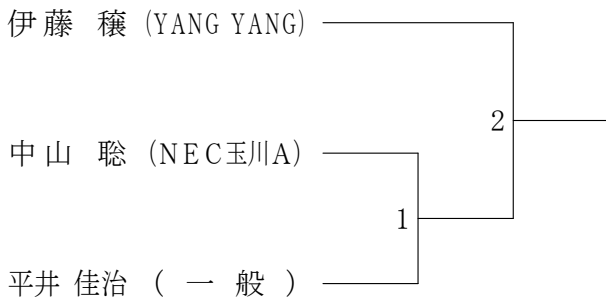 伊藤 穣 (YANG YANG)
2
中山 聡 (NEC玉川A)
1
平井 佳治 ( 一 般 )